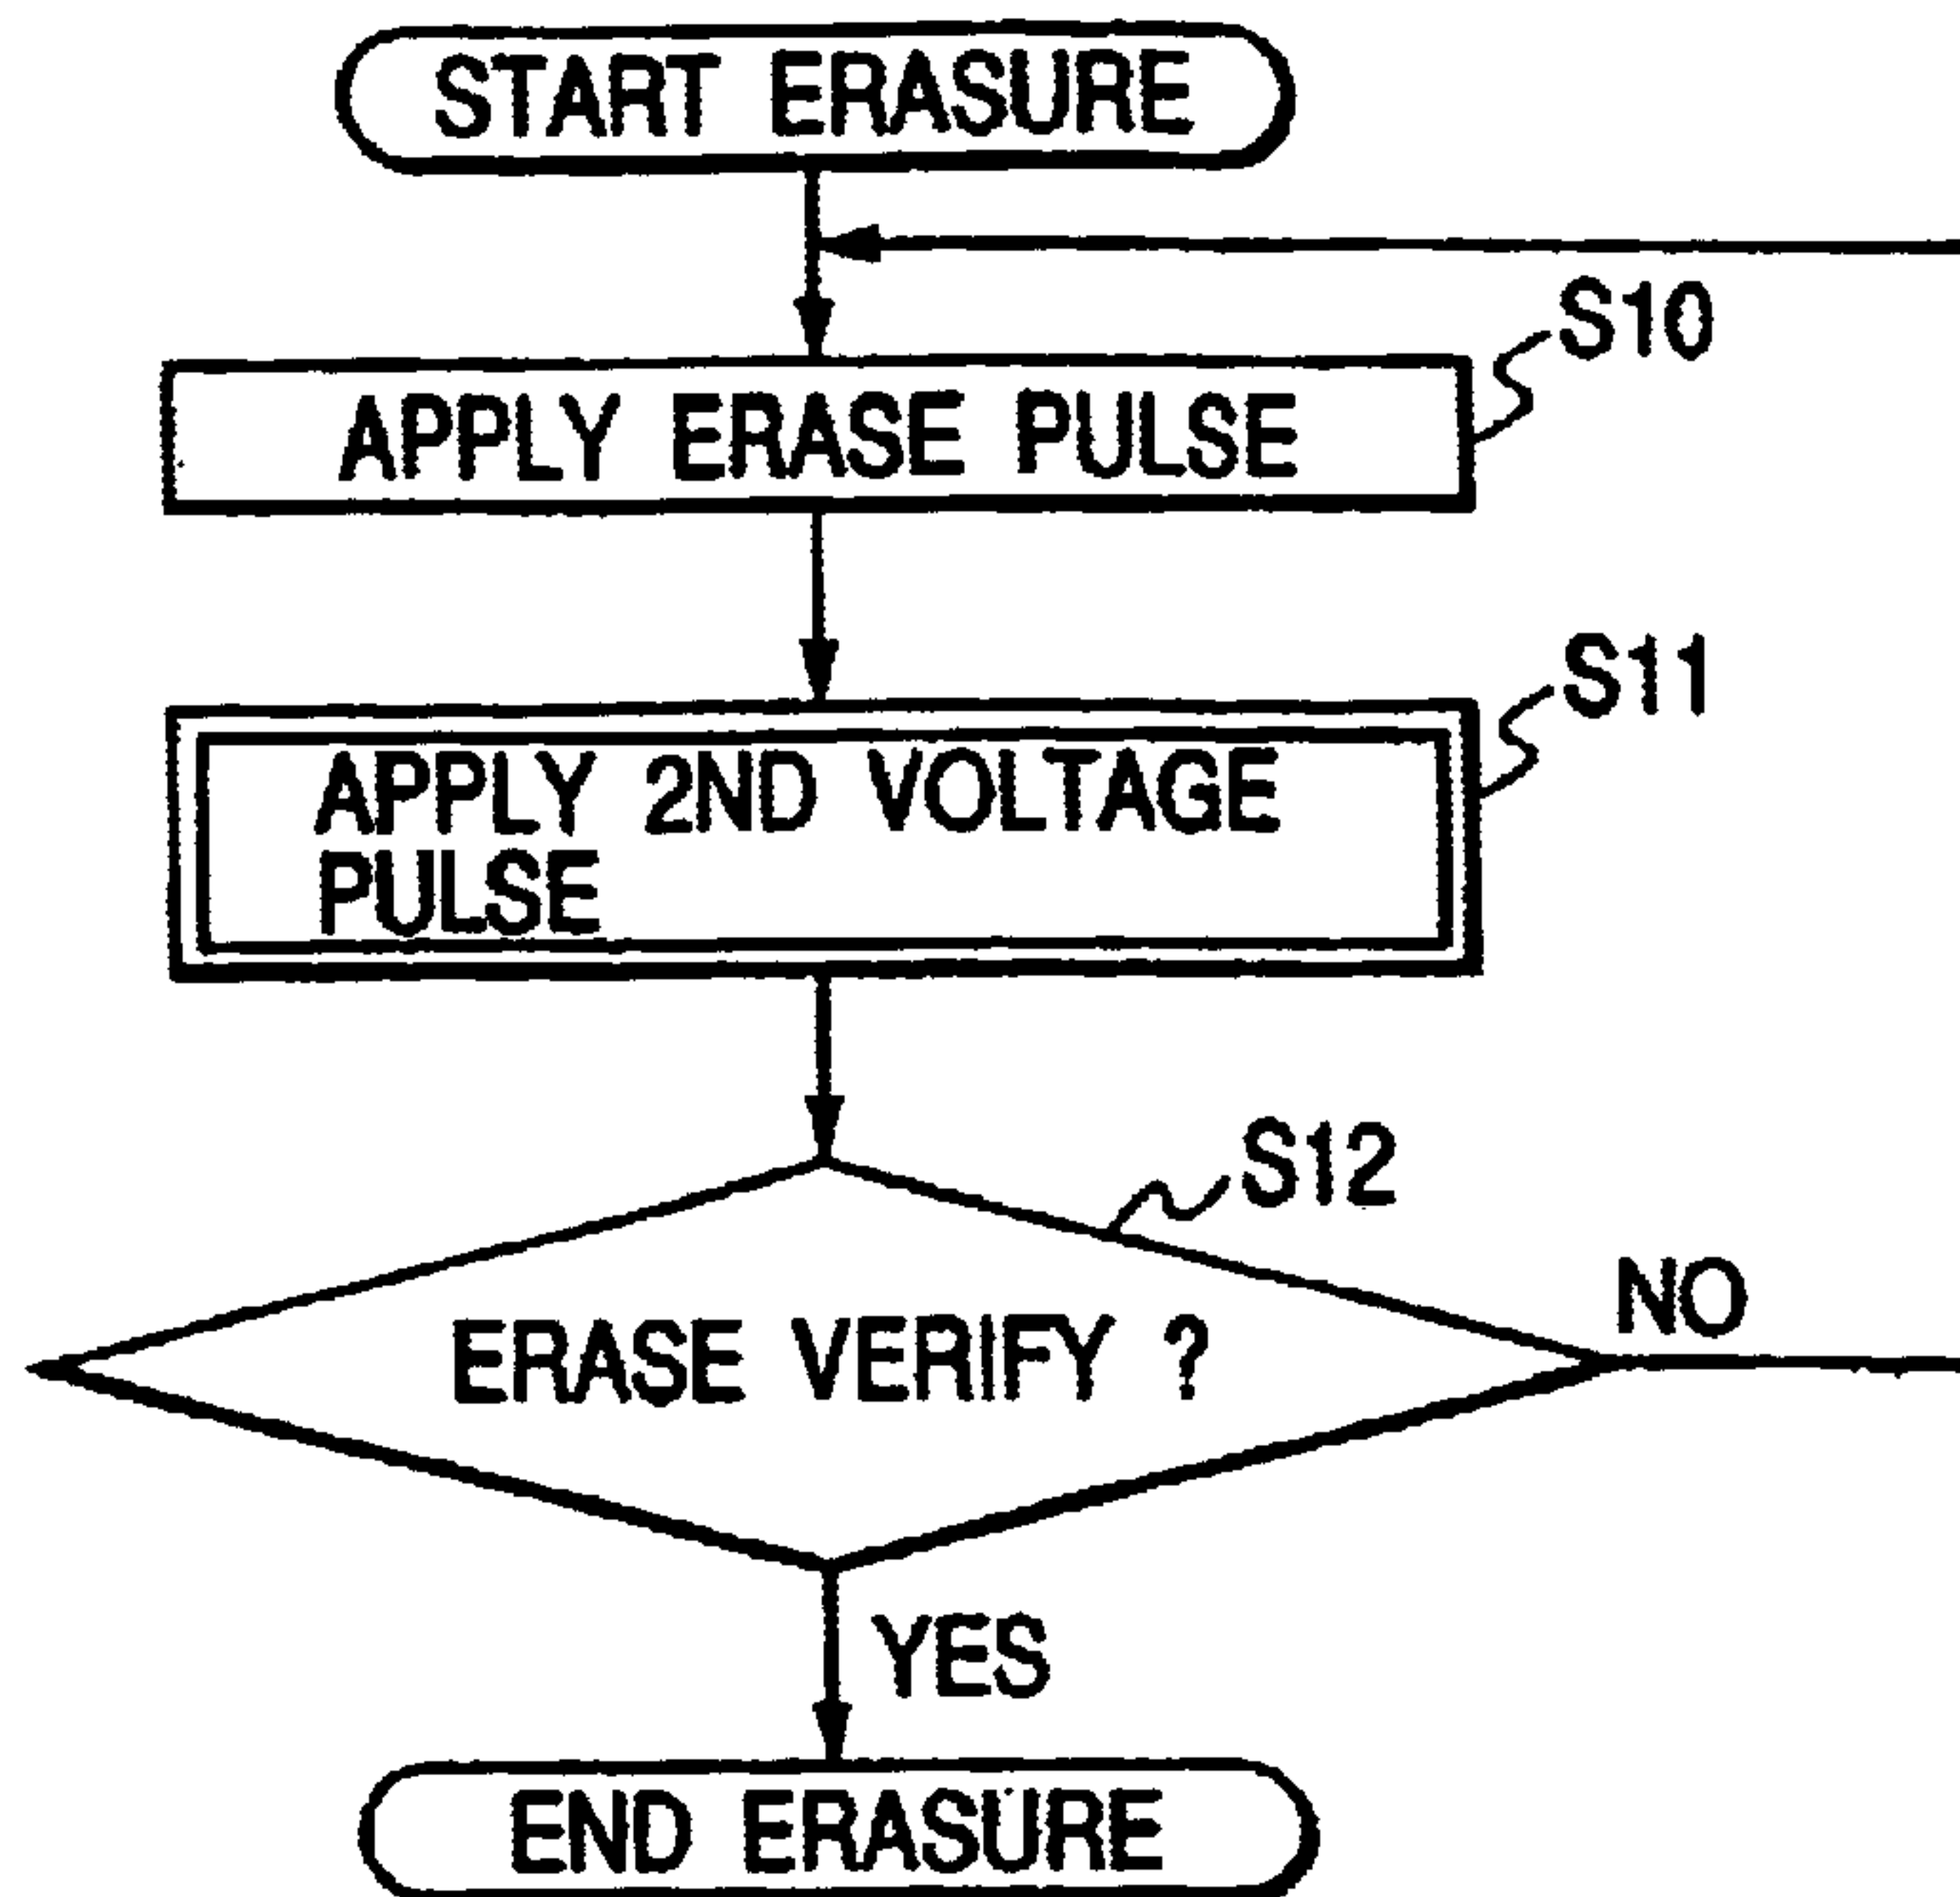 START ERASURE
S10
APPLY ERASE PULSE
S11
APPLY 2ND VOLTAGE
PULSE
S12
ERASE VERIFY ?
NO
YES
END ERASURE